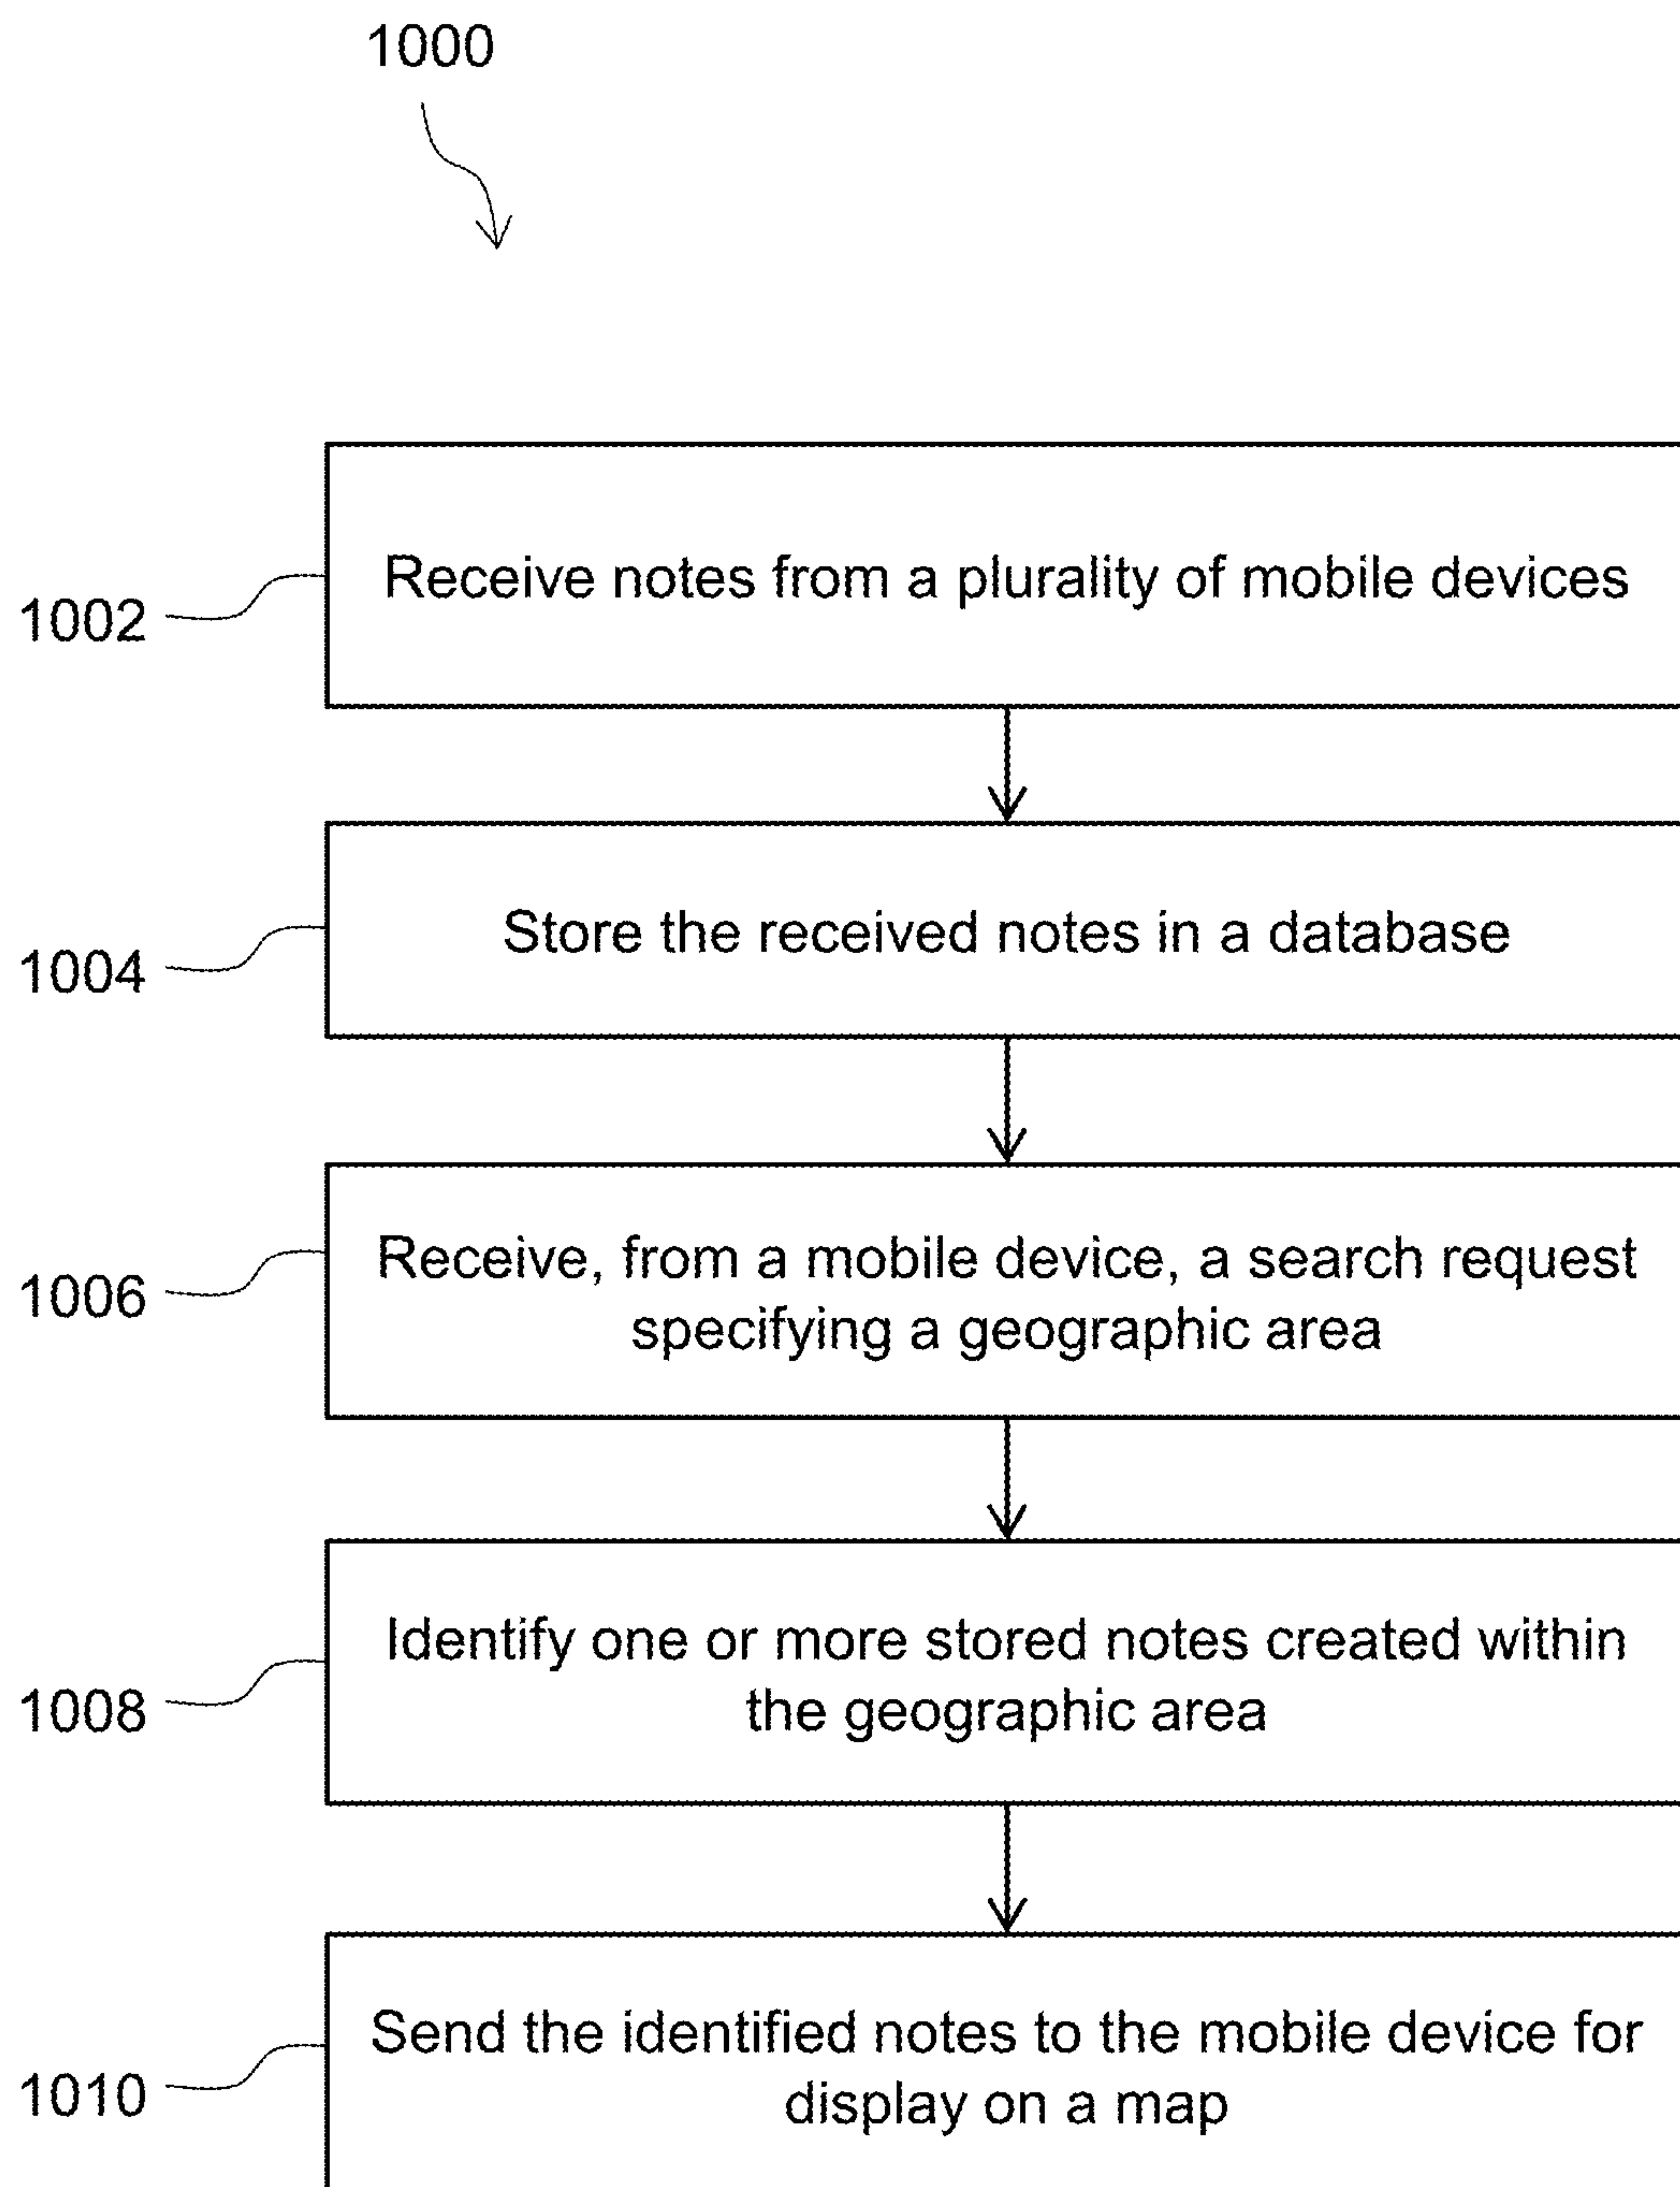 1000
1002
Receive notes from a plurality of mobile devices
1004
Store the received notes in a database
1006
Receive, from a mobile device, a search request
specifying a geographic area
1008
Identify one or more stored notes created within
the geographic area
1010
Send the identified notes to the mobile device for
display on a map